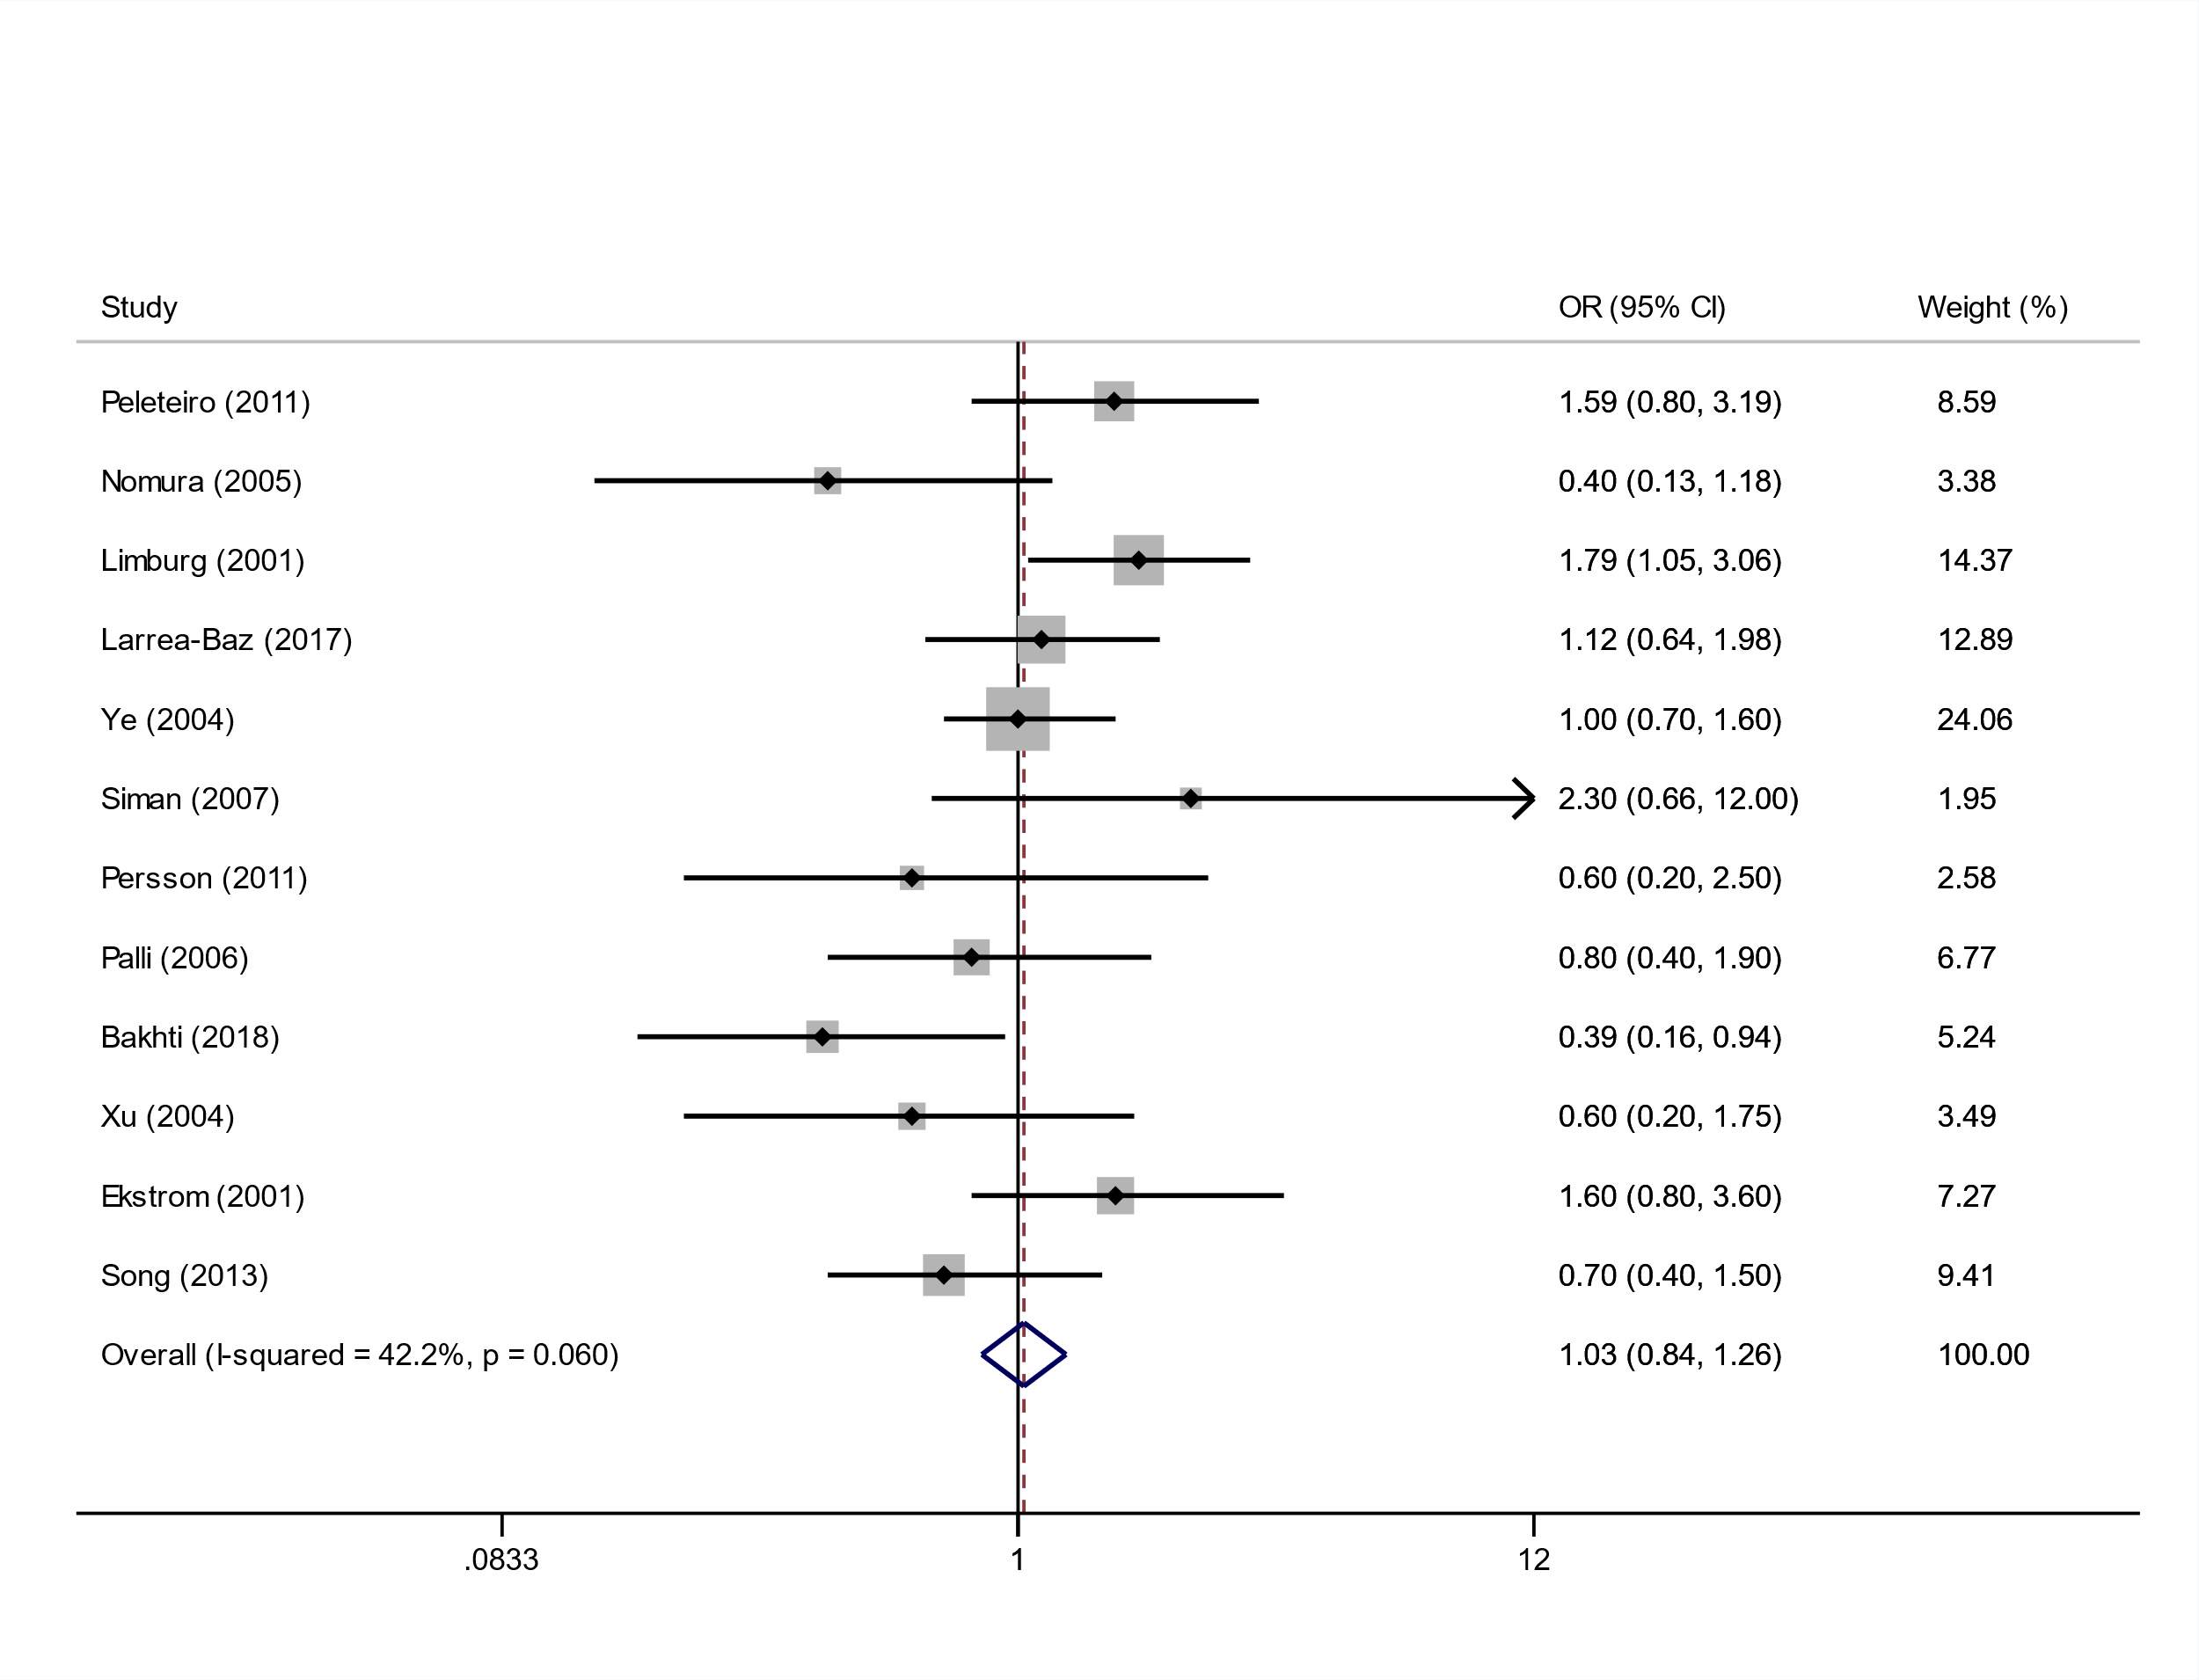 Study OR (95% CI) Weight (%)
Peleteiro (2011) 1.59 (0.80, 3.19) 8.59
Nomura (2005) 0.40 (0.13, 1.18) 3.38
Limburg (2001) 1.79 (1.05, 3.06) 14.37
Larrea-Baz (2017) 1.12 (0.64, 1.98) 12.89
Ye (2004) 1.00 (0.70, 1.60) 24.06
Siman (2007) 2.30 (0.66, 12.00) 1.95
Persson (2011) 0.60 (0.20, 2.50) 2.58
Palli (2006) 0.80 (0.40, 1.90) 6.77
Bakhti (2018) 0.39 (0.16, 0.94) 5.24
Xu (2004) 0.60 (0.20, 1.75) 3.49
Ekstrom (2001) 1.60 (0.80, 3.60) 7.27
Song (2013) 0.70 (0.40, 1.50) 9.41
Overall (I-squared = 42.2%, p = 0.060) 1.03 (0.84, 1.26) 100.00
.0833 1 12